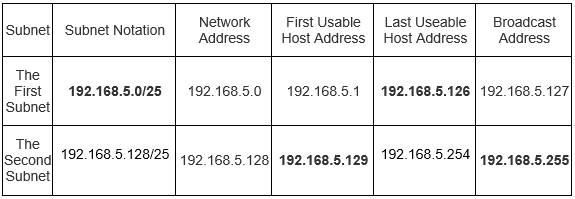 Subnet Subnet Notation Network Address First Usable Host Address Last Useable Host Address Broadcast Address
The First Subnet 192.168.5.0/25 192.168.5.0 192.168.5.1 192.168.5.126 192.168.5.127
The Second Subnet 192.168.5.128/25 192.168.5.128 192.168.5.129 192.168.5.254 192.168.5.255